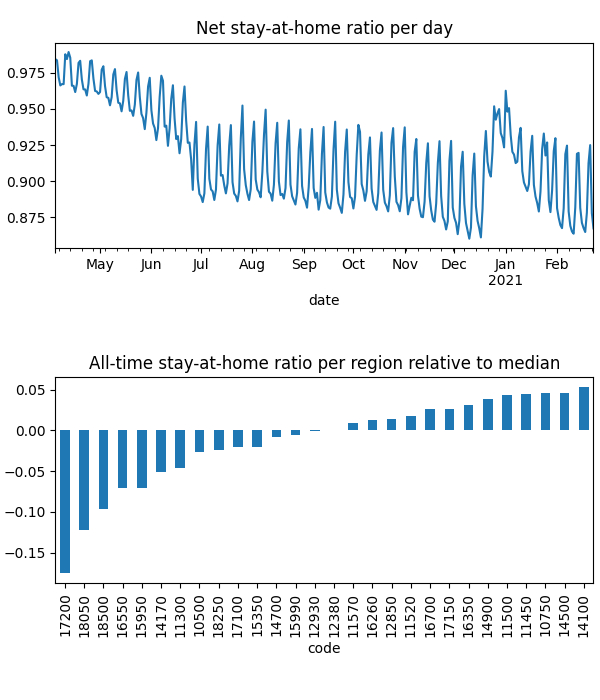 Net stay-at-home ratio per day
0.975
0.950
0.925
0.900
0.875
May Jun Jul Aug Sep Oct Nov Dec Jan Feb
2021
date
All-time stay-at-home ratio per region relative to median
0.05
0.00
−0.05
−0.10
−0.15
17200 18050 18500 16550 15950 14170 11300 10500 18250 17100 15350 14700 15990 12930 12380 11570 16260 12850 11520 16700 17150 16350 14900 11500 11450 10750 14500 14100
code